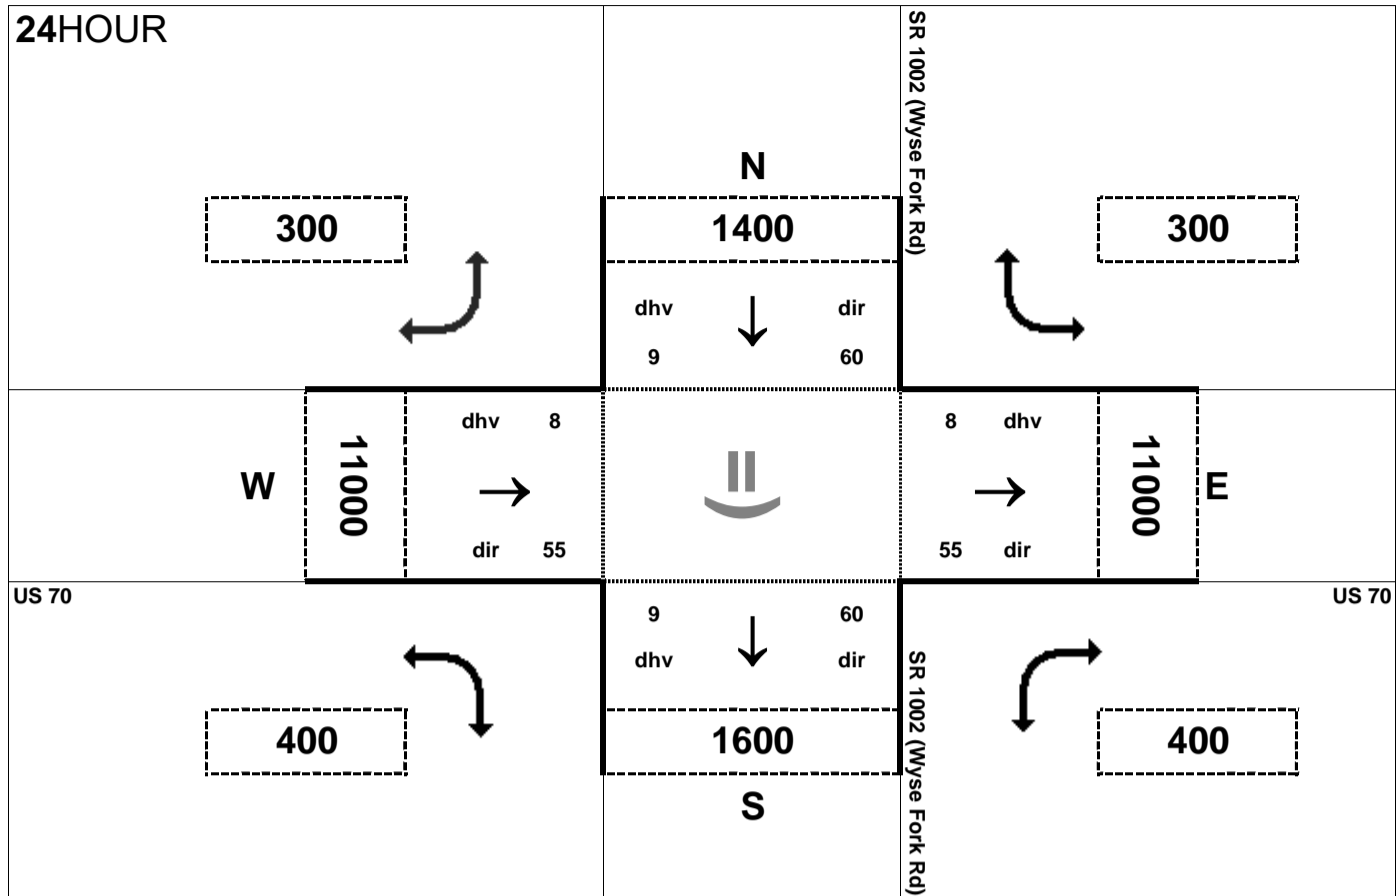 24HOUR
SR 1002 (Wyse Fork Rd)
N
300
1400
300
dhv
dir
9
60
dhv 8
8 dhv
W
11000
11000
E
dir 55
55 dir
US 70
US 70
9
60
dhv
dir
SR 1002 (Wyse Fork Rd)
400
1600
400
S